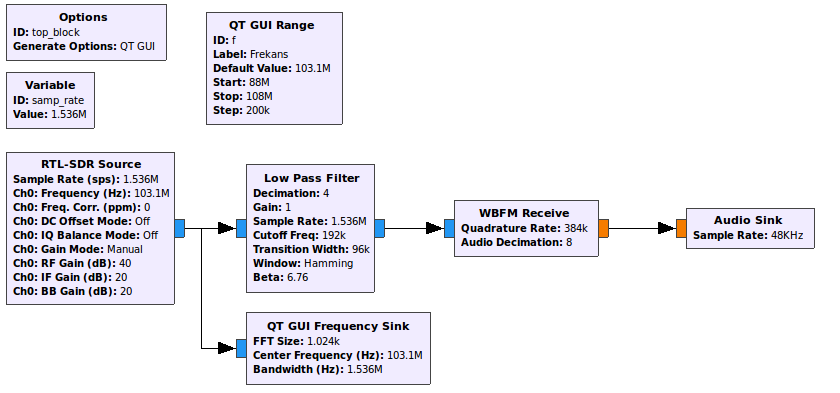 Options
ID: top_block
Generate Options: QT GUI
Variable
ID: samp_rate
Value: 1.536M
QT GUI Range
ID: f
Label: Frekans
Default Value: 103.1M
Start: 88M
Stop: 108M
Step: 200k
RTL-SDR Source
Sample Rate (sps): 1.536M
Ch0: Frequency (Hz): 103.1M
Ch0: Freq. Corr. (ppm): 0
Ch0: DC Offset Mode: Off
Ch0: IQ Balance Mode: Off
Ch0: Gain Mode: Manual
Ch0: RF Gain (dB): 40
Ch0: IF Gain (dB): 20
Ch0: BB Gain (dB): 20
Low Pass Filter
Decimation: 4
Gain: 1
Sample Rate: 1.536M
Cutoff Freq: 192k
Transition Width: 96k
Window: Hamming
Beta: 6.76
WBFM Receive
Quadrature Rate: 384k
Audio Decimation: 8
Audio Sink
Sample Rate: 48KHz
QT GUI Frequency Sink
FFT Size: 1.024k
Center Frequency (Hz): 103.1M
Bandwidth (Hz): 1.536M